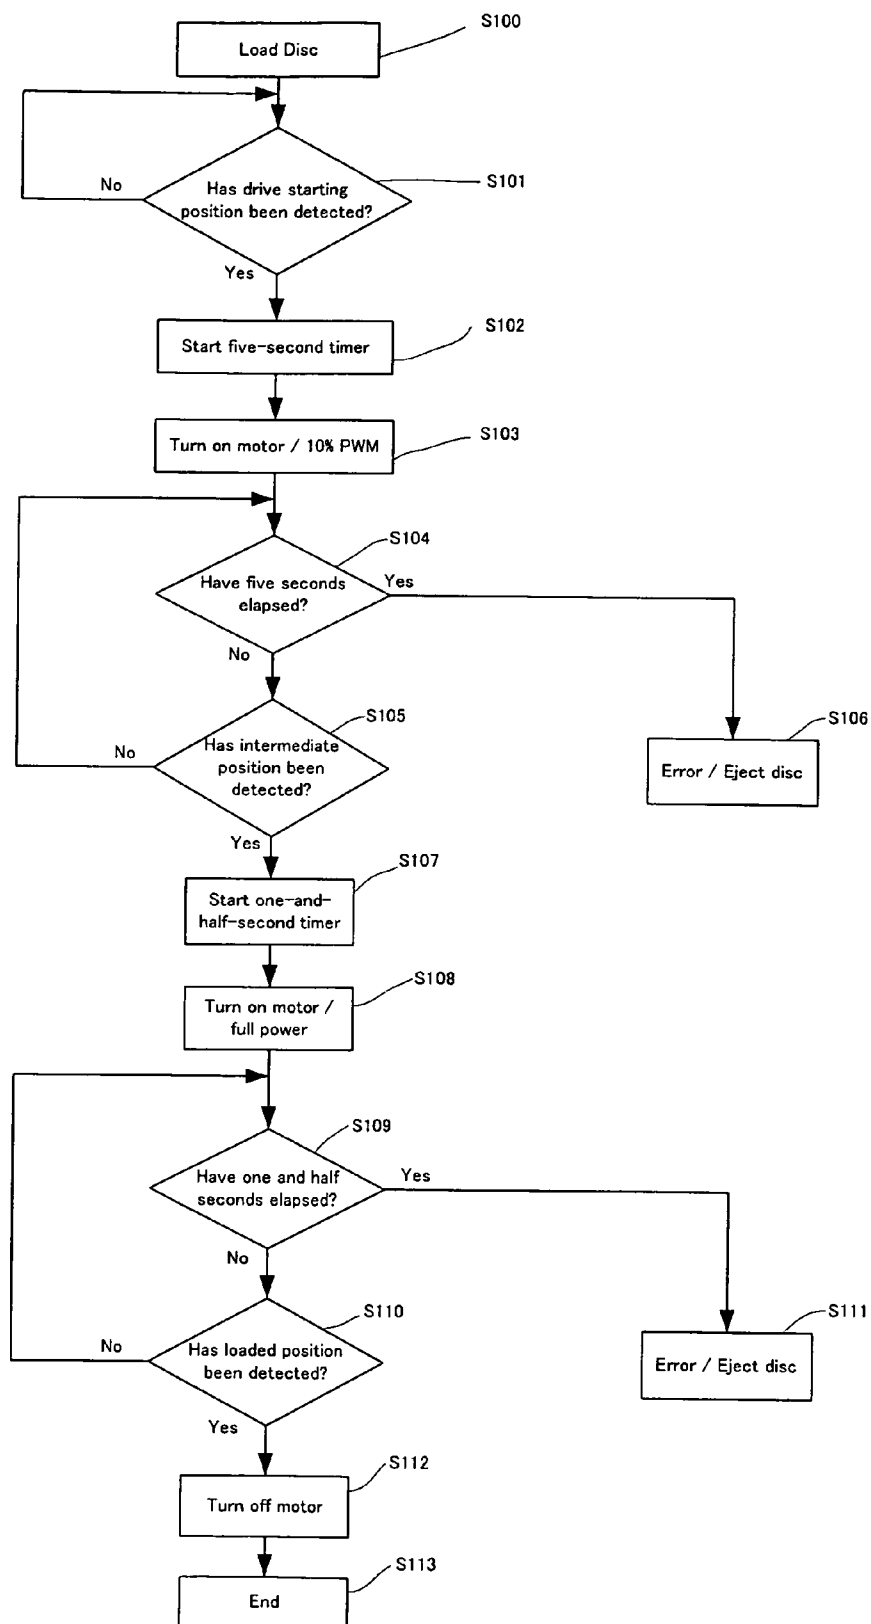 S100
Load Disc
No
S101
Has drive starting
position been detected?
Yes
S102
Start five-second timer
S103
Turn on motor / 10% PWM
S104
Have five seconds
elapsed?
Yes
No
S105
S106
No
Has intermediate
position been
detected?
Error / Eject disc
Yes
S107
Start one-and-
half-second timer
S108
Turn on motor /
full power
S109
Have one and half
seconds elapsed?
Yes
No
S110
S111
No
Has loaded position
been detected?
Error / Eject disc
Yes
S112
Turn off motor
S113
End